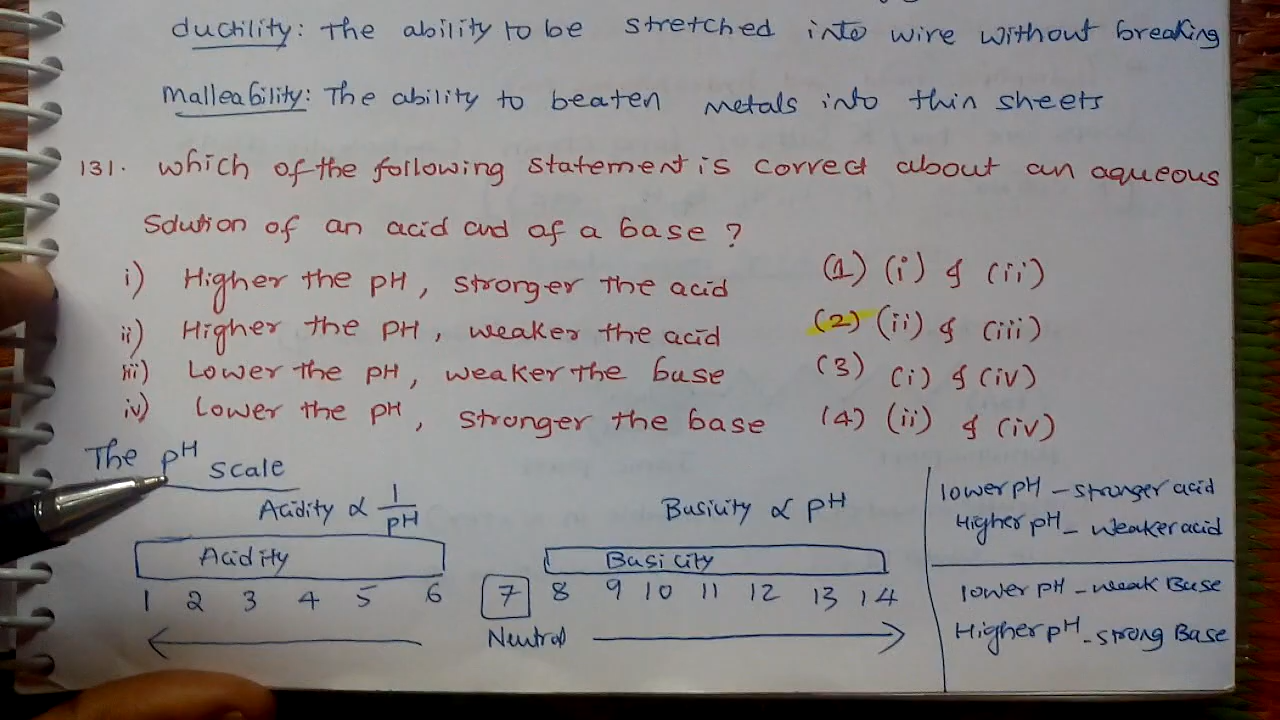 ductility: the ability to be stretched into wire without breaking
Malleability: The ability to beaten metals into thin sheets
131. which of the following statement is correct about an aqueous
Solution of an acid and of a base ?
i) Higher the pH, stronger the acid
ii) Higher the pH, weaker the acid
iii) Lower the pH, weaker the base
iv) Lower the pH, stronger the base
(1) (i) & (iii)
(2) (ii) & (iii)
(3) (i) & (iv)
(4) (ii) & (iv)
The pH scale
Acidity ∝ 1/pH
Basicity ∝ pH
Acidity
Basicity
1 2 3 4 5 6 7 8 9 10 11 12 13 14
Neutral
lower pH - stronger acid
Higher pH - weaker acid
lower pH - weak Base
Higher pH - strong Base